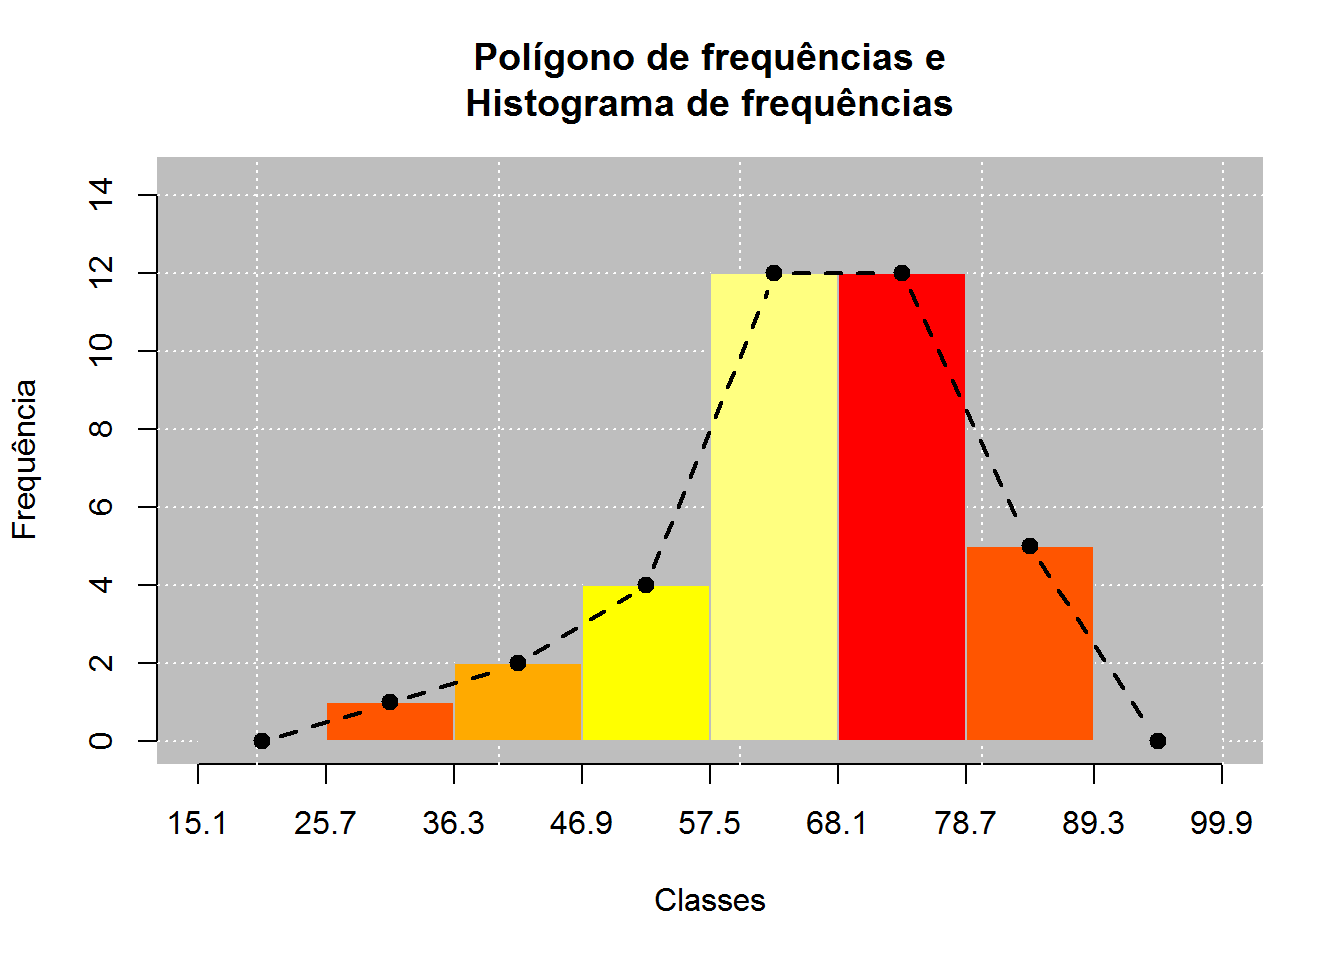 Polígono de frequências e
Histograma de frequências
Frequência
14
12
10
8
6
4
2
0
15.1 25.7 36.3 46.9 57.5 68.1 78.7 89.3 99.9
Classes